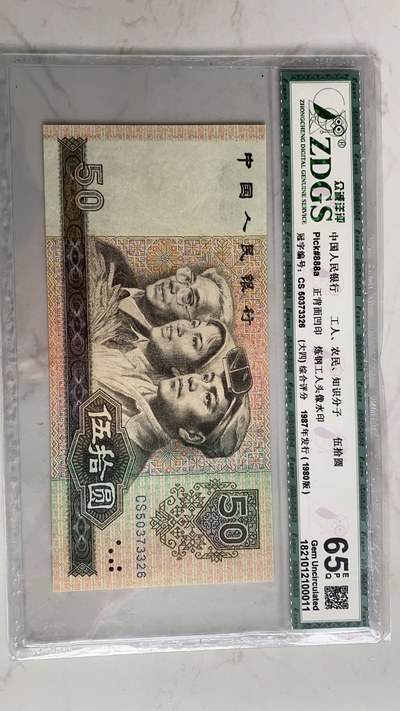 众诚评级
ZDGS
ZHONGCHENG DIGITAL GENUINE SERVICE
中国人民银行 工人、农民、知识分子 伍拾圆
Pick#888a 正背面凹印 炼钢工人头像水印
冠字编号: CS 50373326 (大四) 综合评分 1987年发行 (1980版)
65 E P Q
Gem Uncirculated
1821012100011
中国人民银行
50
伍拾圆
50
CS50373326